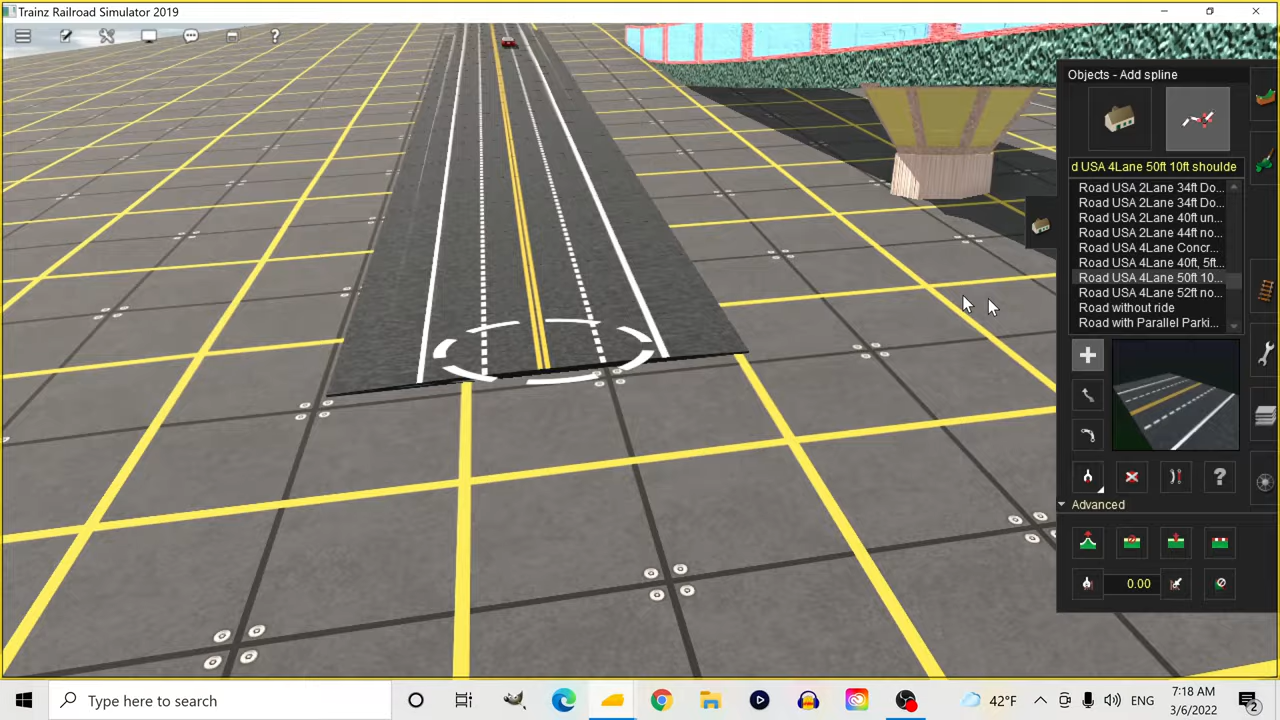 Trainz Railroad Simulator 2019
Objects - Add spline
d USA 4Lane 50ft 10ft shoulde
Road USA 2Lane 34ft Do...
Road USA 2Lane 34ft Do...
Road USA 2Lane 40ft un...
Road USA 2Lane 44ft no...
Road USA 4Lane Concr...
Road USA 4Lane 40ft, 5ft...
Road USA 4Lane 50ft 10...
Road USA 4Lane 52ft no...
Road without ride
Road with Parallel Parki...
Advanced
0.00
Type here to search
42°F
ENG
7:18 AM
3/6/2022
2